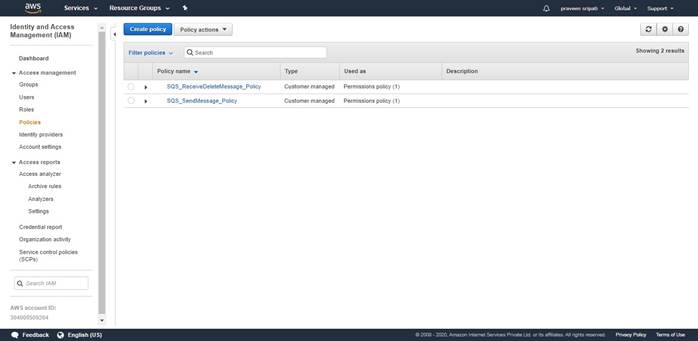 aws
Services
Resource Groups
praveen sripati
Global
Support
Identity and Access
Management (IAM)
Dashboard
Access management
Groups
Users
Roles
Policies
Identity providers
Account settings
Access reports
Access analyzer
Archive rules
Analyzers
Settings
Credential report
Organization activity
Service control policies
(SCPs)
Search IAM
AWS account ID:
Create policy
Policy actions
Filter policies
Search
Showing 2 results
Policy name Type Used as Description
SQS_ReceiveDeleteMessage_Policy Customer managed Permissions policy (1)
SQS_SendMessage_Policy Customer managed Permissions policy (1)
Feedback
English (US)
© 2008 - 2020, Amazon Internet Services Private Ltd. or its affiliates. All rights reserved.
Privacy Policy
Terms of Use